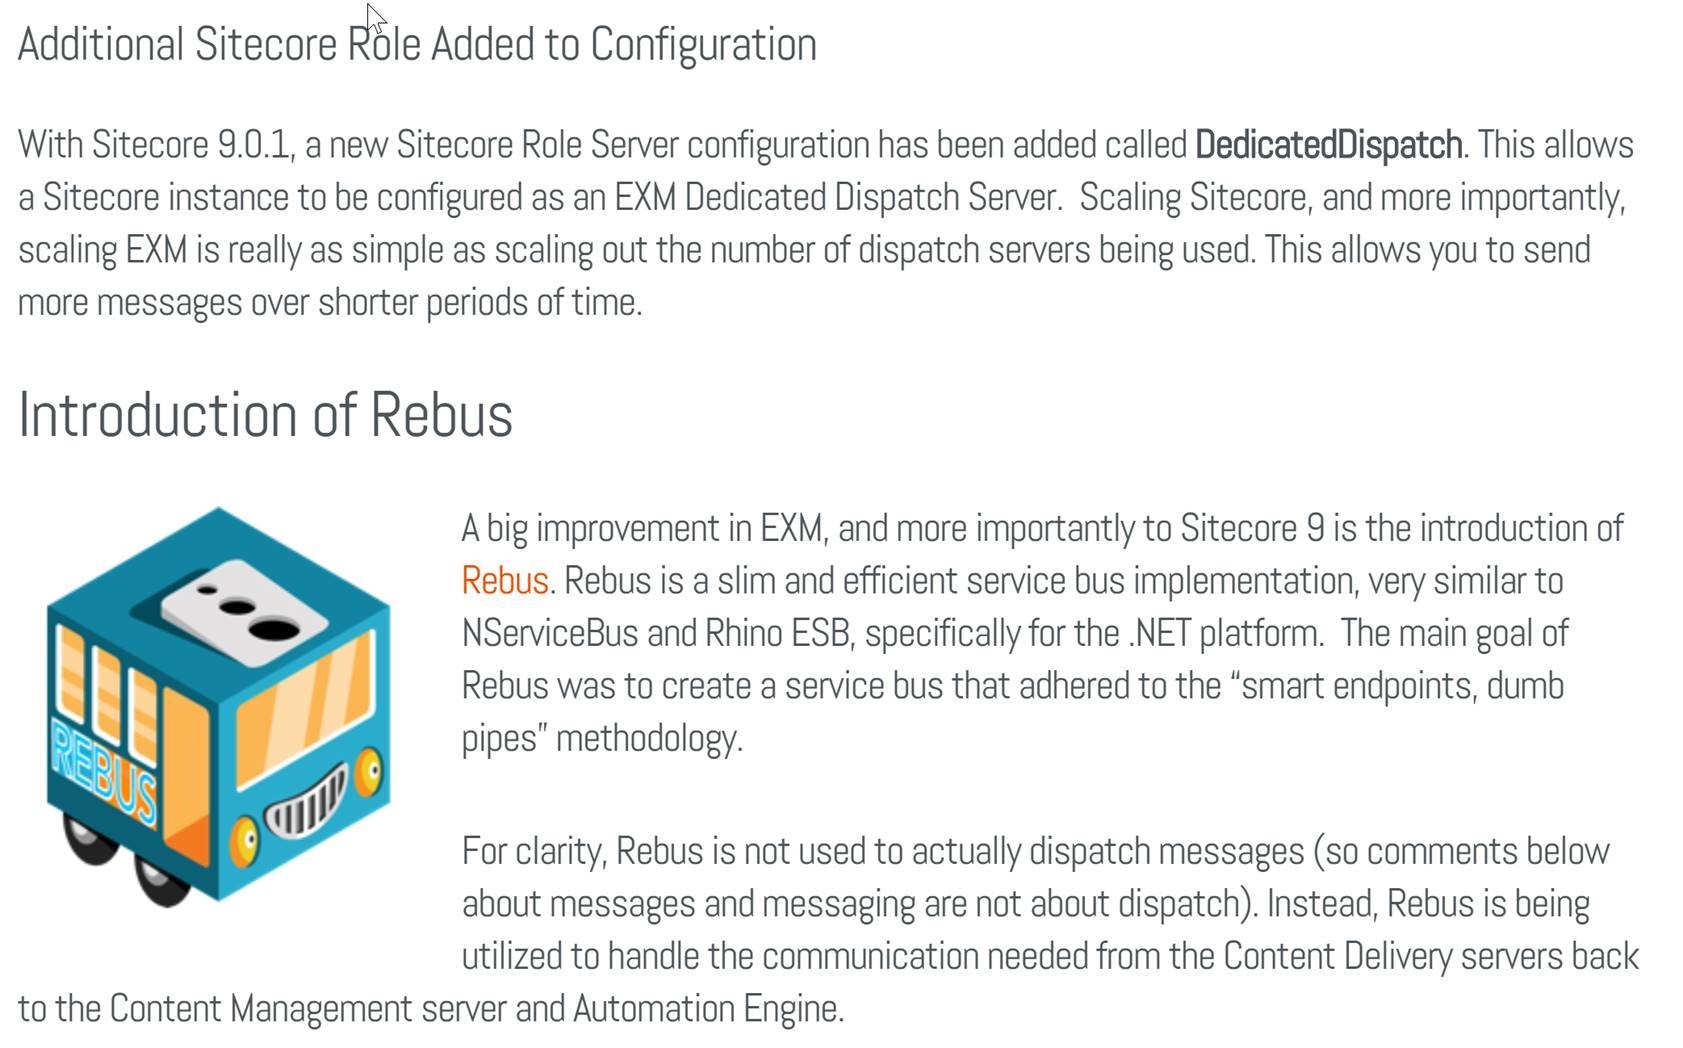 Additional Sitecore Role Added to Configuration
With Sitecore 9.0.1, a new Sitecore Role Server configuration has been added called DedicatedDispatch. This allows
a Sitecore instance to be configured as an EXM Dedicated Dispatch Server.  Scaling Sitecore, and more importantly,
scaling EXM is really as simple as scaling out the number of dispatch servers being used. This allows you to send
more messages over shorter periods of time.
Introduction of Rebus
A big improvement in EXM, and more importantly to Sitecore 9 is the introduction of
Rebus. Rebus is a slim and efficient service bus implementation, very similar to
NServiceBus and Rhino ESB, specifically for the .NET platform.  The main goal of
Rebus was to create a service bus that adhered to the “smart endpoints, dumb
pipes” methodology.
REBUS
For clarity, Rebus is not used to actually dispatch messages (so comments below
about messages and messaging are not about dispatch). Instead, Rebus is being
utilized to handle the communication needed from the Content Delivery servers back
to the Content Management server and Automation Engine.